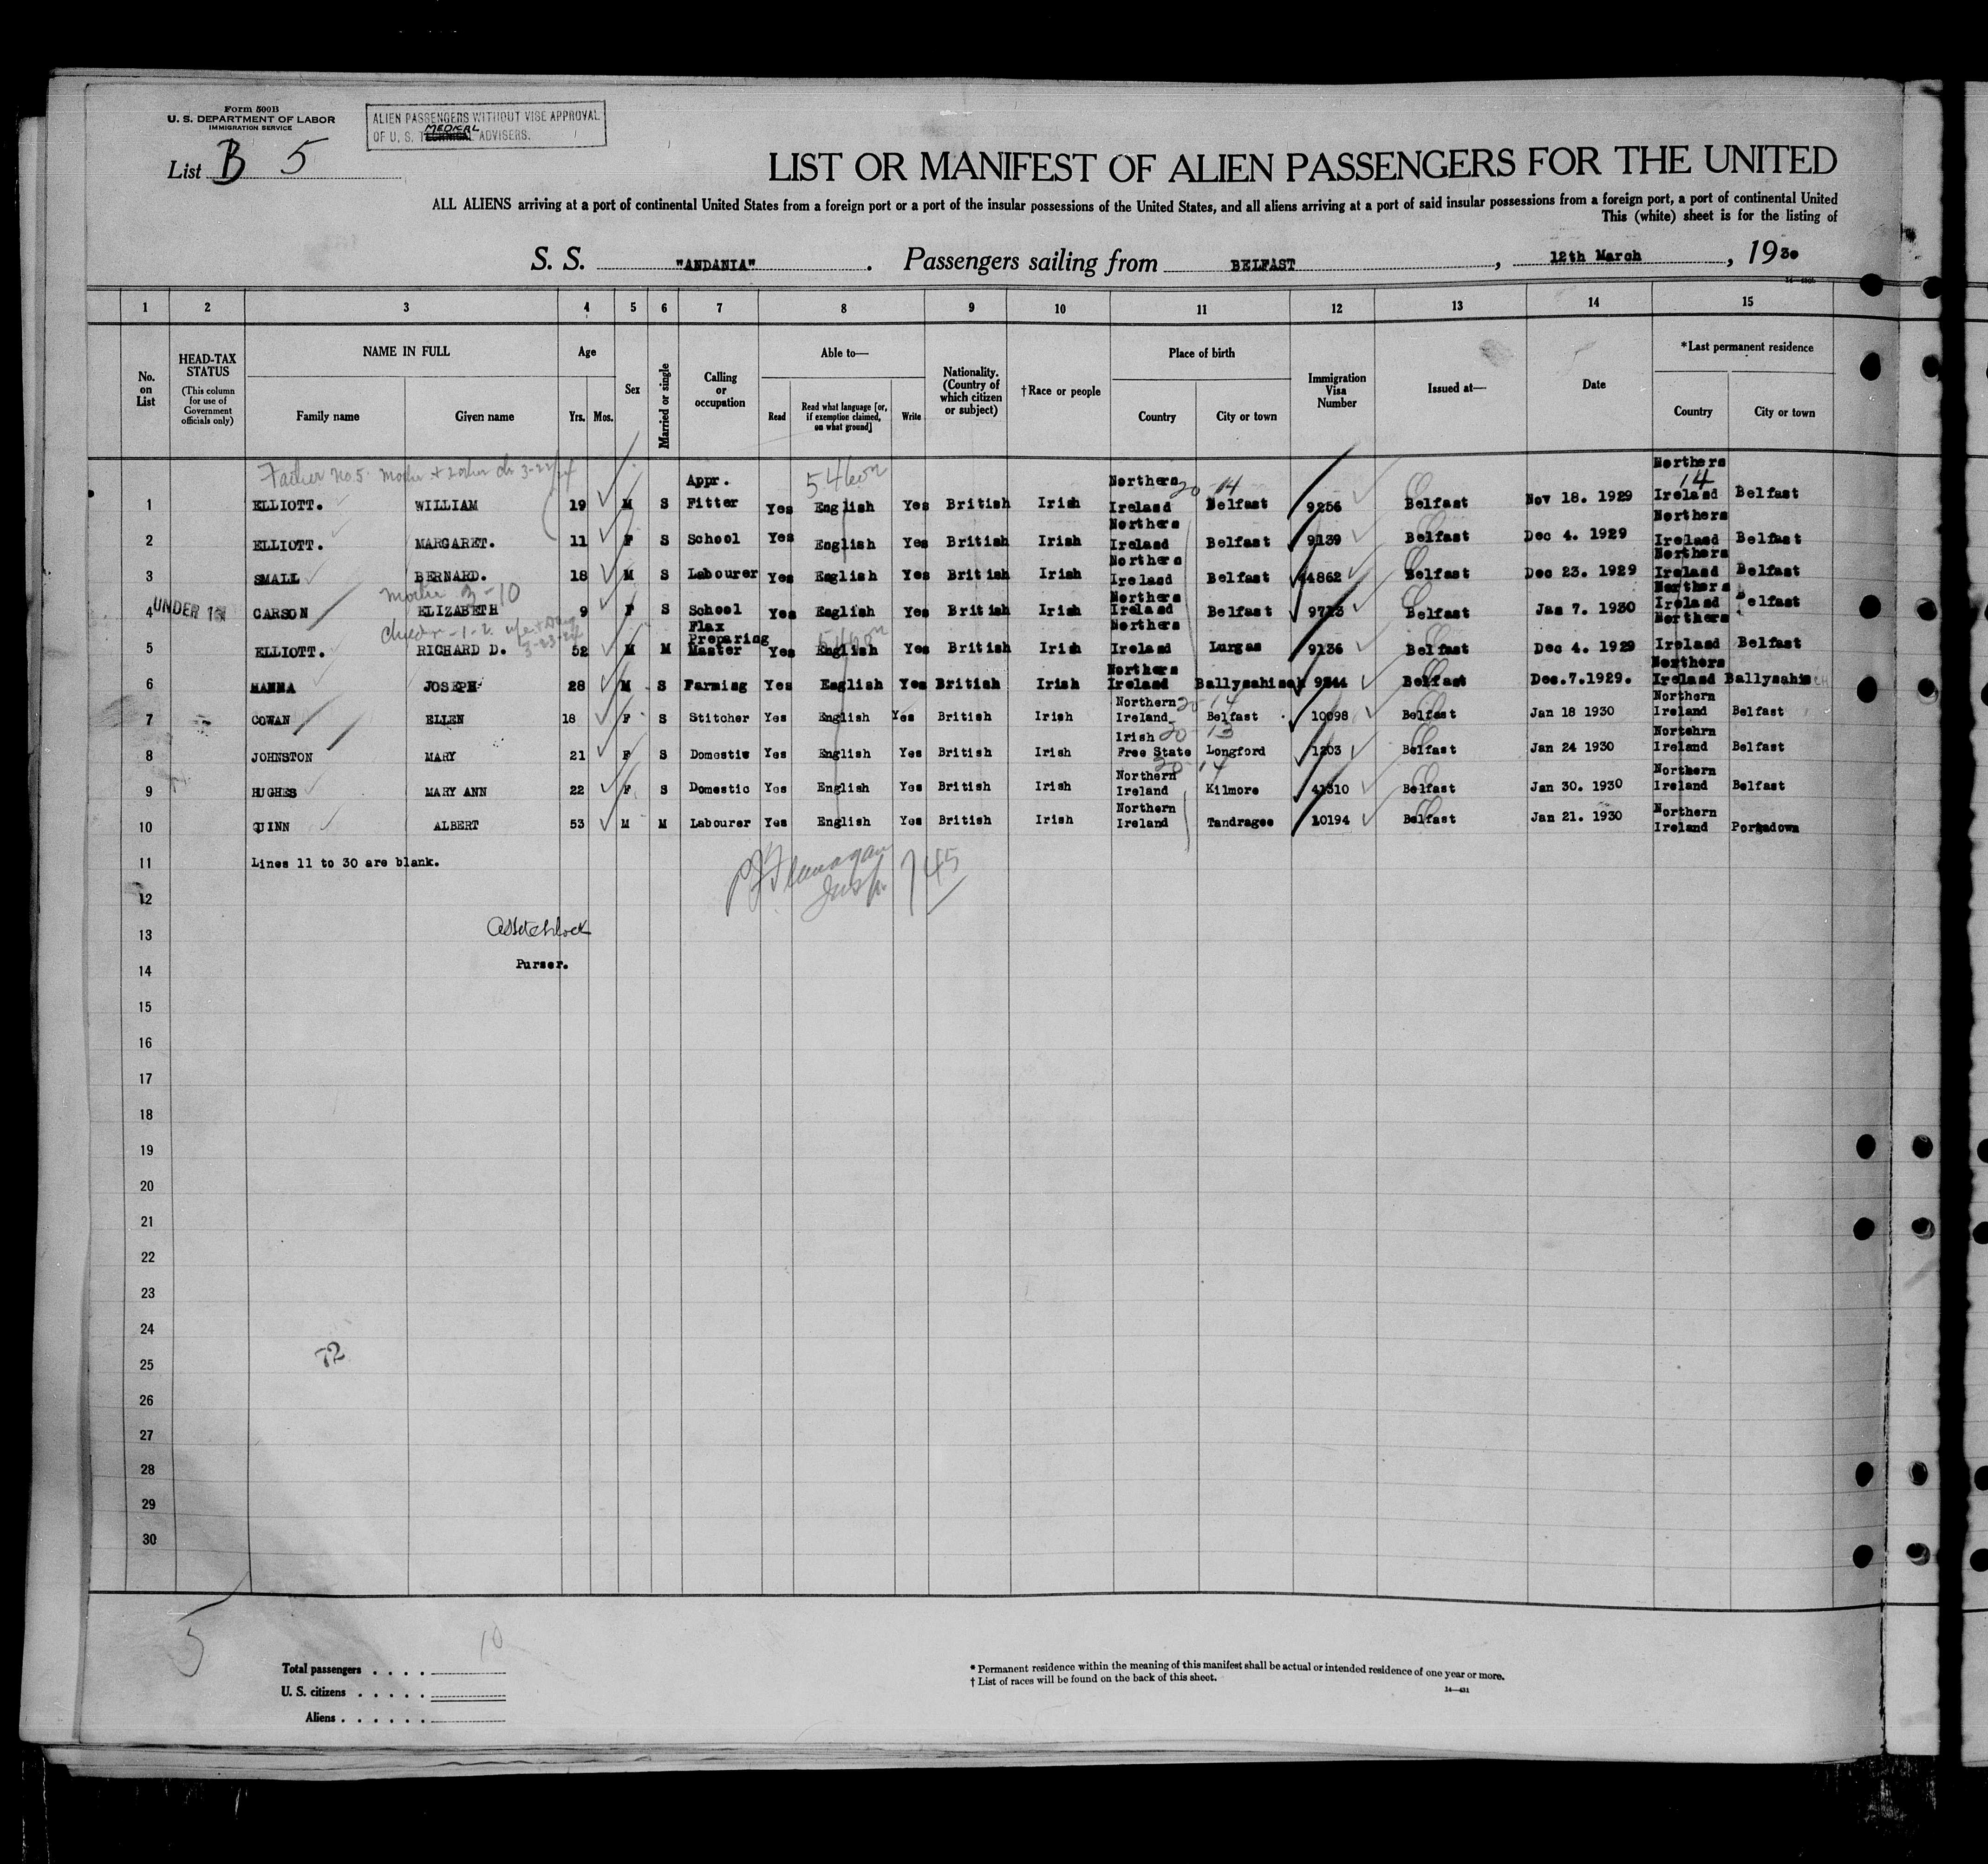 Form 500B
U. S. DEPARTMENT OF LABOR
IMMIGRATION SERVICE
ALIEN PASSENGERS WITHOUT VISE APPROVAL
OF U. S. MEDICAL ADVISERS.
List B 5
LIST OR MANIFEST OF ALIEN PASSENGERS FOR THE UNITED
ALL ALIENS arriving at a port of continental United States from a foreign port or a port of the insular possessions of the United States, and all aliens arriving at a port of said insular possessions from a foreign port, a port of continental United
This (white) sheet is for the listing of
S. S. "ANDANIA". Passengers sailing from BELFAST, 12th March, 1930
1 2 3 4 5 6 7 8 9 10 11 12 13 14 15
No. on List
HEAD-TAX STATUS (This column for use of Government officials only)
NAME IN FULL
Family name Given name
Age
Yrs. Mos.
Sex
Married or single
Calling or occupation
Able to—
Read
Read what language [or, if exemption claimed, on what ground]
Write
Nationality. (Country of which citizen or subject)
†Race or people
Place of birth
Country City or town
Immigration Visa Number
Issued at—
Date
*Last permanent residence
Country City or town
Father no. 5
1 ELLIOTT. WILLIAM 19 M S Appr. Fitter Yes English Yes British Irish Northern Ireland Belfast 9256 Belfast Nov 18. 1929 Northern Ireland Belfast
2 ELLIOTT. MARGARET. 11 F S School Yes English Yes British Irish Northern Ireland Belfast 9139 Belfast Dec 4. 1929 Northern Ireland Belfast
3 SMALL BERNARD. 18 M S Labourer Yes English Yes British Irish Northern Ireland Belfast 44862 Belfast Dec 23. 1929 Northern Ireland Belfast
mother 3-10
4 UNDER 16 CARSON ELIZABETH 9 F S School Yes English Yes British Irish Northern Ireland Belfast 9723 Belfast Jan 7. 1930 Northern Ireland Belfast
5 ELLIOTT. RICHARD D. 52 M M Flax Preparing Master Yes English Yes British Irish Northern Ireland Lurgan 9136 Belfast Dec 4. 1929 Northern Ireland Belfast
6 HANNA JOSEPH 28 M S Farming Yes English Yes British Irish Northern Ireland Ballynahinch 9344 Belfast Dec.7.1929. Northern Ireland Ballynahinch
7 COWAN ELLEN 18 F S Stitcher Yes English Yes British Irish Northern Ireland Belfast 10098 Belfast Jan 18 1930 Northern Ireland Belfast
8 JOHNSTON MARY 21 F S Domestic Yes English Yes British Irish Irish Free State Longford 1203 Belfast Jan 24 1930 Nortehrn Ireland Belfast
9 HUGHES MARY ANN 22 F S Domestic Yes English Yes British Irish Northern Ireland Kilmore 41310 Belfast Jan 30. 1930 Northern Ireland Belfast
10 QUINN ALBERT 53 M M Labourer Yes English Yes British Irish Northern Ireland Tandragee 10194 Belfast Jan 21. 1930 Northern Ireland Portadown
11 Lines 11 to 30 are blank.
P J Flanagan
Insp. 745
12
13
Purser.
14
15
16
17
18
19
20
21
22
23
24
72
25
26
27
28
29
30
5
10
Total passengers . . . .
U. S. citizens . . . . .
Aliens . . . . . .
* Permanent residence within the meaning of this manifest shall be actual or intended residence of one year or more.
† List of races will be found on the back of this sheet.
14—431